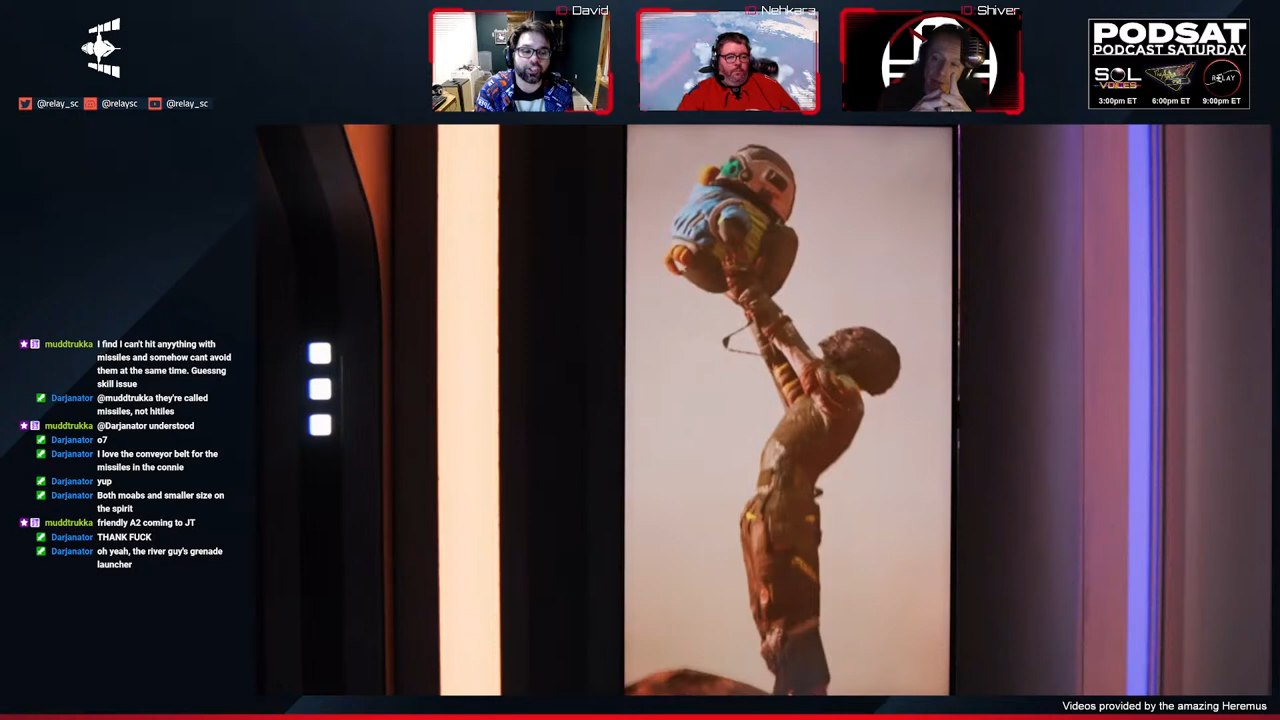 David
Nehkara
Shiver
PODSAT
PODCAST SATURDAY
SOL
VOICES
RELAY
3:00pm ET 6:00pm ET 9:00pm ET
@relay_sc @relaysc @relay_sc
muddtrukka I find I can't hit anyything with
missiles and somehow cant avoid
them at the same time. Guessng
skill issue
Darjanator @muddtrukka they're called
missiles, not hitiles
muddtrukka @Darjanator understood
Darjanator o7
Darjanator I love the conveyor belt for the
missiles in the connie
Darjanator yup
Darjanator Both moabs and smaller size on
the spirit
muddtrukka friendly A2 coming to JT
Darjanator THANK FUCK
Darjanator oh yeah, the river guy's grenade
launcher
Videos provided by the amazing Heremus